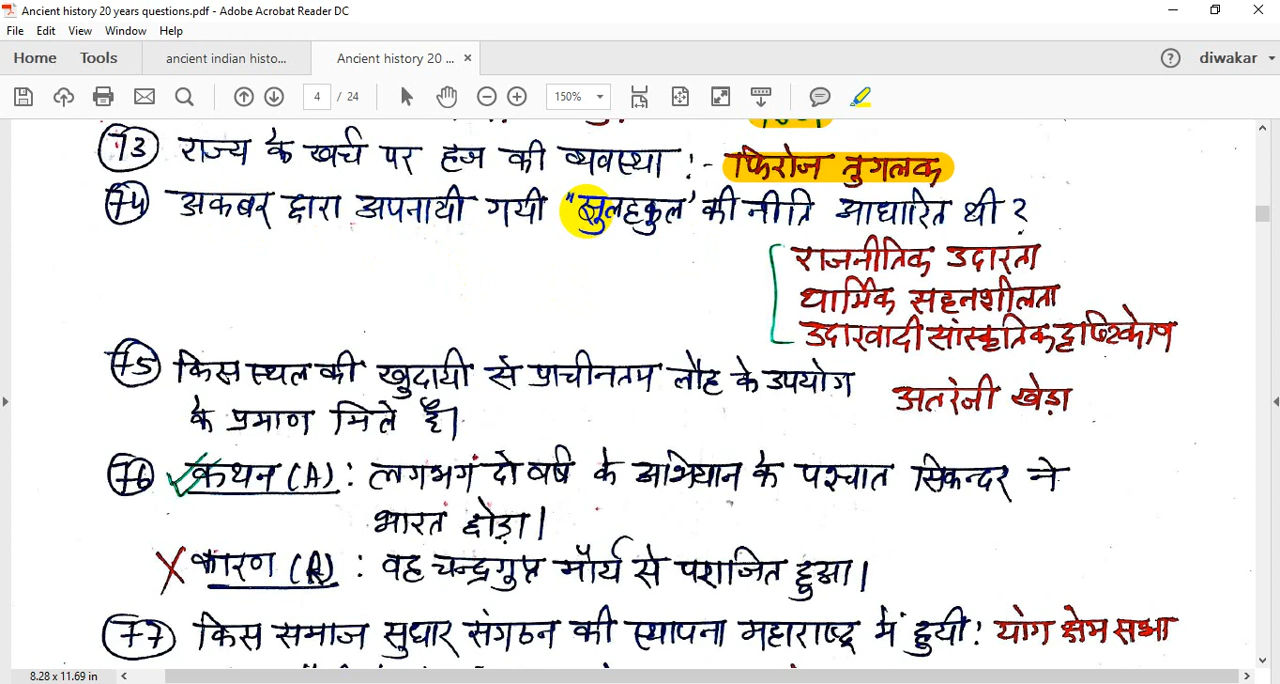 Ancient history 20 years questions.pdf - Adobe Acrobat Reader DC
File Edit View Window Help
Home Tools ancient indian histo... Ancient history 20 ... × diwakar
4 / 24 150%
73 राज्य के खर्च पर हज की व्यवस्था :- फिरोज तुगलक
74 अकबर द्वारा अपनायी गयी "सुलहकुल' की नीति आधारित थी ?
राजनीतिक उदारता
धार्मिक सहनशीलता
उदारवादी सांस्कृतिक दृष्टिकोण
75 किस स्थल की खुदायी से प्राचीनतम लौह के उपयोग
के प्रमाण मिले हैं। अतरंजी खेड़ा
76 कथन (A) : लगभग दो वर्ष के अभियान के पश्चात सिकन्दर ने
भारत छोड़ा।
कारण (R) : वह चन्द्रगुप्त मौर्य से पराजित हुआ।
77 किस समाज सुधार संगठन की स्थापना महाराष्ट्र में हुयी : योग क्षेम सभा
8.28 x 11.69 in